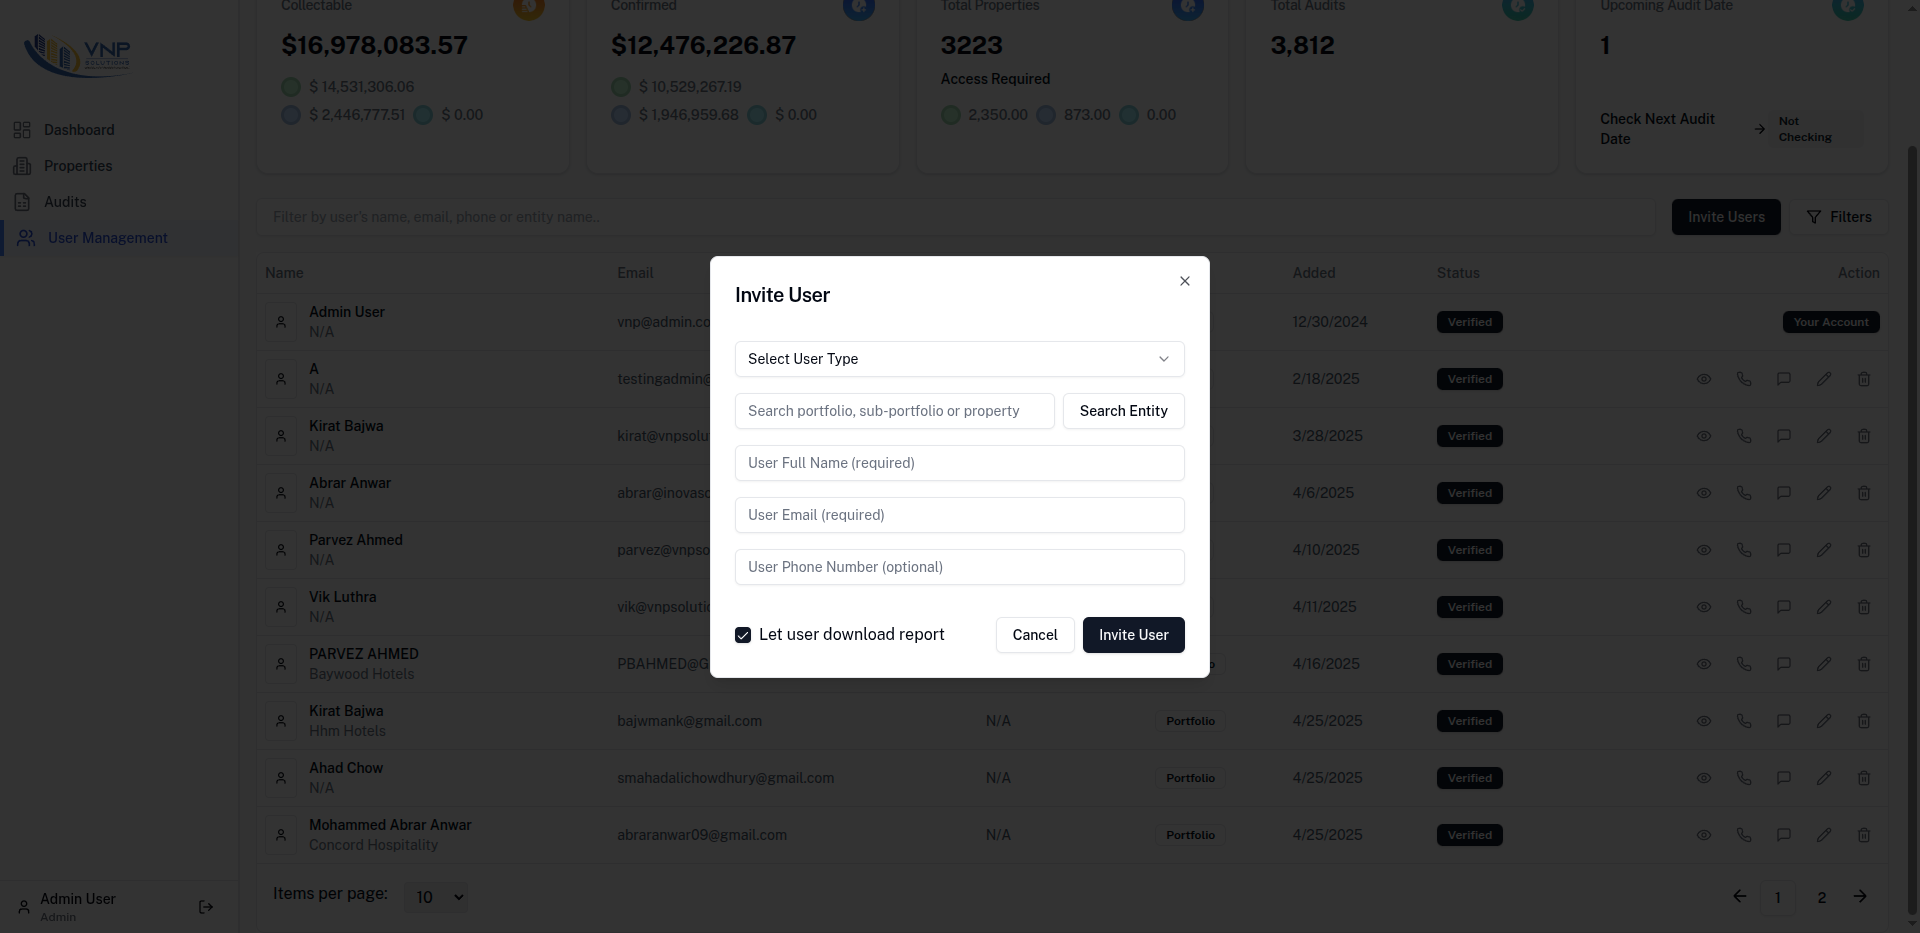 VNP
SOLUTIONS
Dashboard
Properties
Audits
User Management
Collectable
$16,978,083.57
$ 14,531,306.06
$ 2,446,777.51 $ 0.00
Confirmed
$12,476,226.87
$ 10,529,267.19
$ 1,946,959.68 $ 0.00
Total Properties
3223
Access Required
2,350.00 873.00 0.00
Total Audits
3,812
Upcoming Audit Date
1
Check Next Audit Date
Not Checking
Filter by user's name, email, phone or entity name..
Invite Users
Filters
Name Email Added Status Action
Admin User
N/A
vnp@admin.co 12/30/2024 Verified Your Account
A
N/A
testingadmin@ 2/18/2025 Verified
Kirat Bajwa
N/A
kirat@vnpsolu 3/28/2025 Verified
Abrar Anwar
N/A
abrar@inovaso 4/6/2025 Verified
Parvez Ahmed
N/A
parvez@vnpso 4/10/2025 Verified
Vik Luthra
N/A
vik@vnpsolutio 4/11/2025 Verified
PARVEZ AHMED
Baywood Hotels
PBAHMED@G o 4/16/2025 Verified
Kirat Bajwa
Hhm Hotels
bajwmank@gmail.com N/A Portfolio 4/25/2025 Verified
Ahad Chow
N/A
smahadalichowdhury@gmail.com N/A Portfolio 4/25/2025 Verified
Mohammed Abrar Anwar
Concord Hospitality
abraranwar09@gmail.com N/A Portfolio 4/25/2025 Verified
Items per page: 10
1 2
Admin User
Admin
Invite User
Select User Type
Search portfolio, sub-portfolio or property
Search Entity
User Full Name (required)
User Email (required)
User Phone Number (optional)
Let user download report
Cancel
Invite User